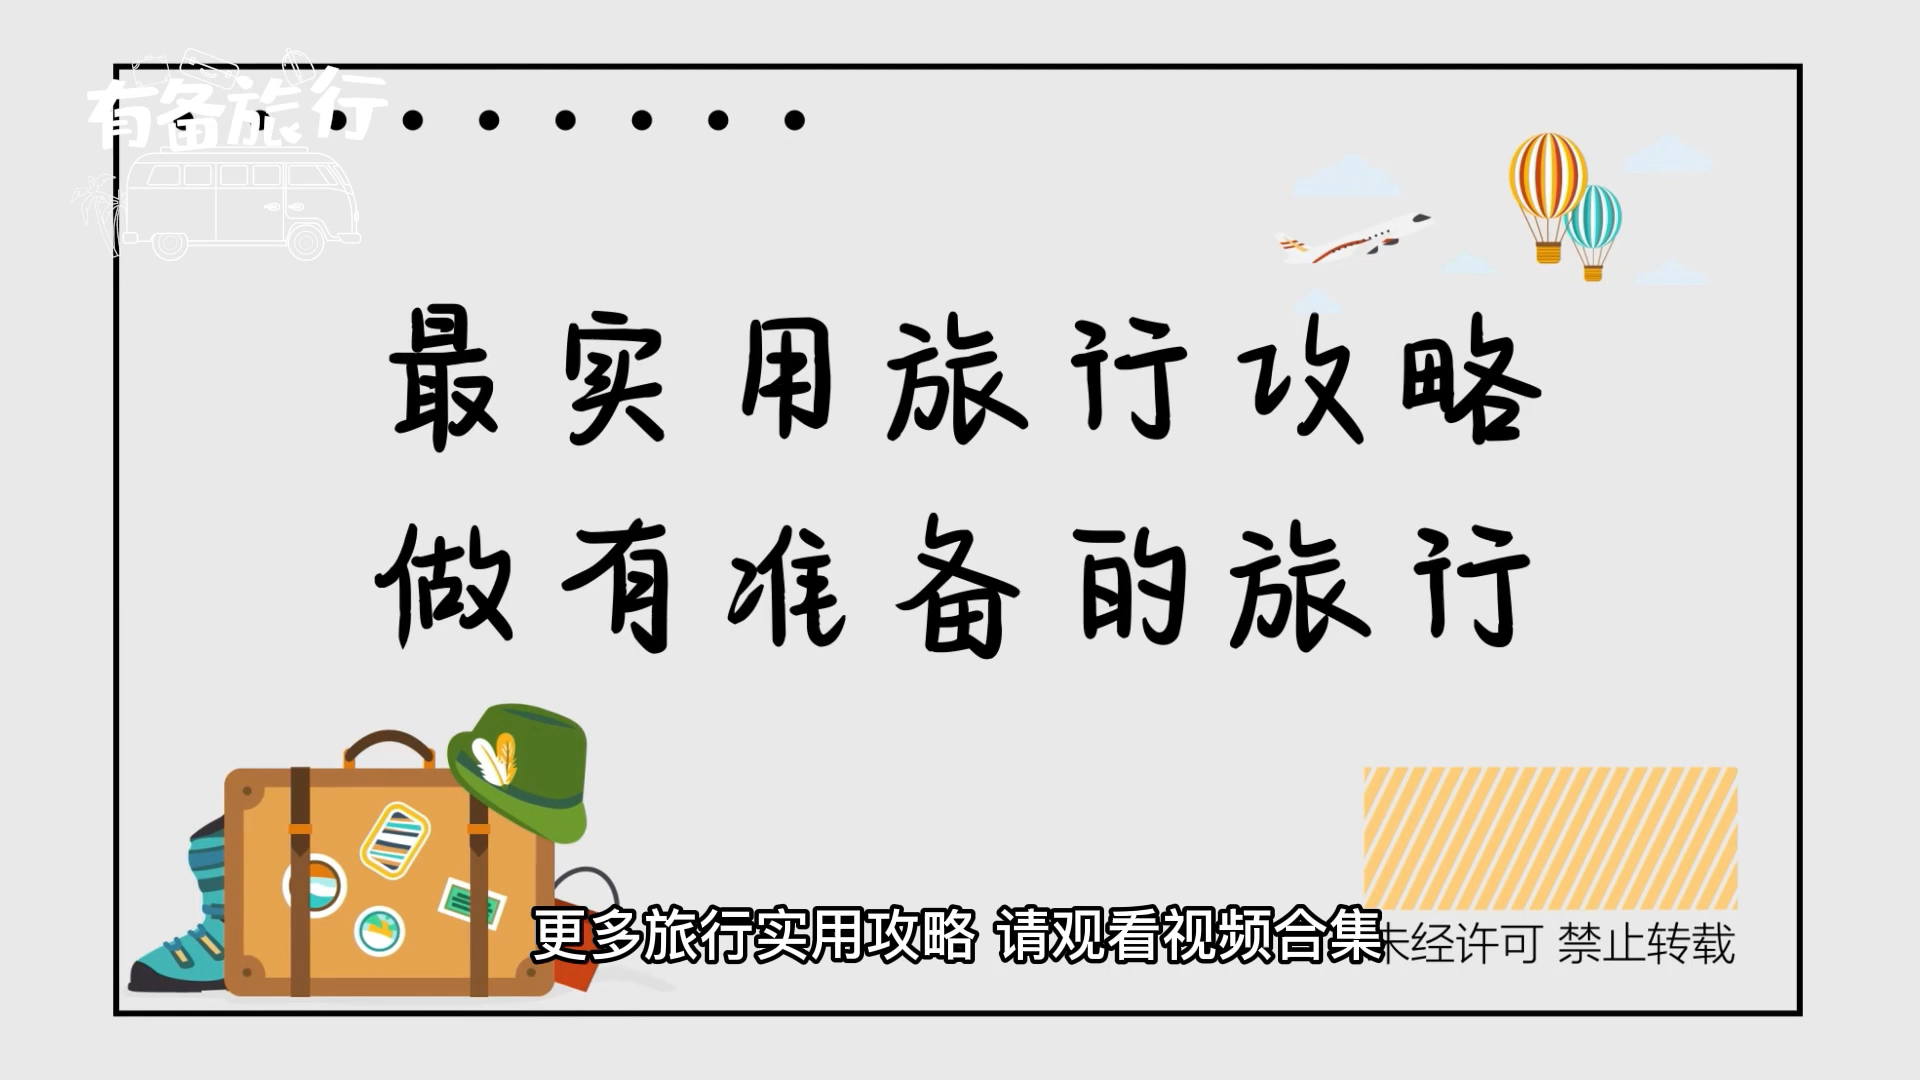 有备旅行
最实用旅行攻略
做有准备的旅行
更多旅行实用攻略 请观看视频合集
未经许可 禁止转载